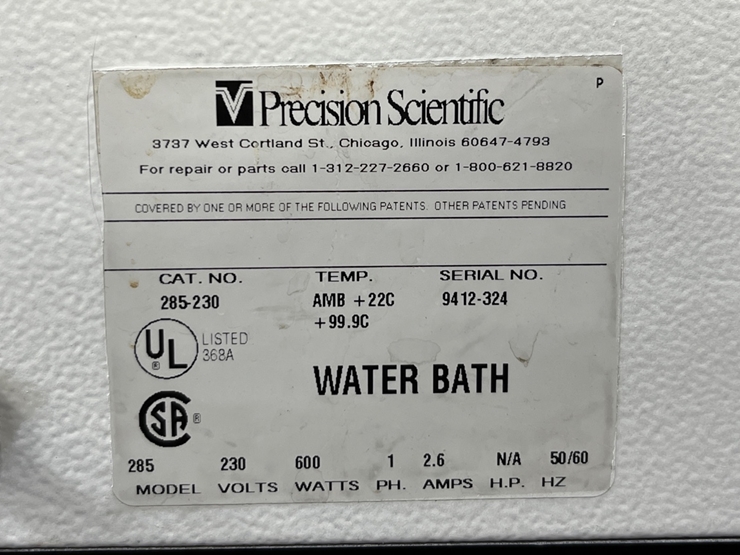 P
Precision Scientific
3737 West Cortland St., Chicago, Illinois 60647-4793
For repair or parts call 1-312-227-2660 or 1-800-621-8820
COVERED BY ONE OR MORE OF THE FOLLOWING PATENTS. OTHER PATENTS PENDING
CAT. NO. TEMP. SERIAL NO.
285-230 AMB +22C 9412-324
+99.9C
UL ® LISTED
368A
WATER BATH
SA ®
285 230 600 1 2.6 N/A 50/60
MODEL VOLTS WATTS PH. AMPS H.P. HZ